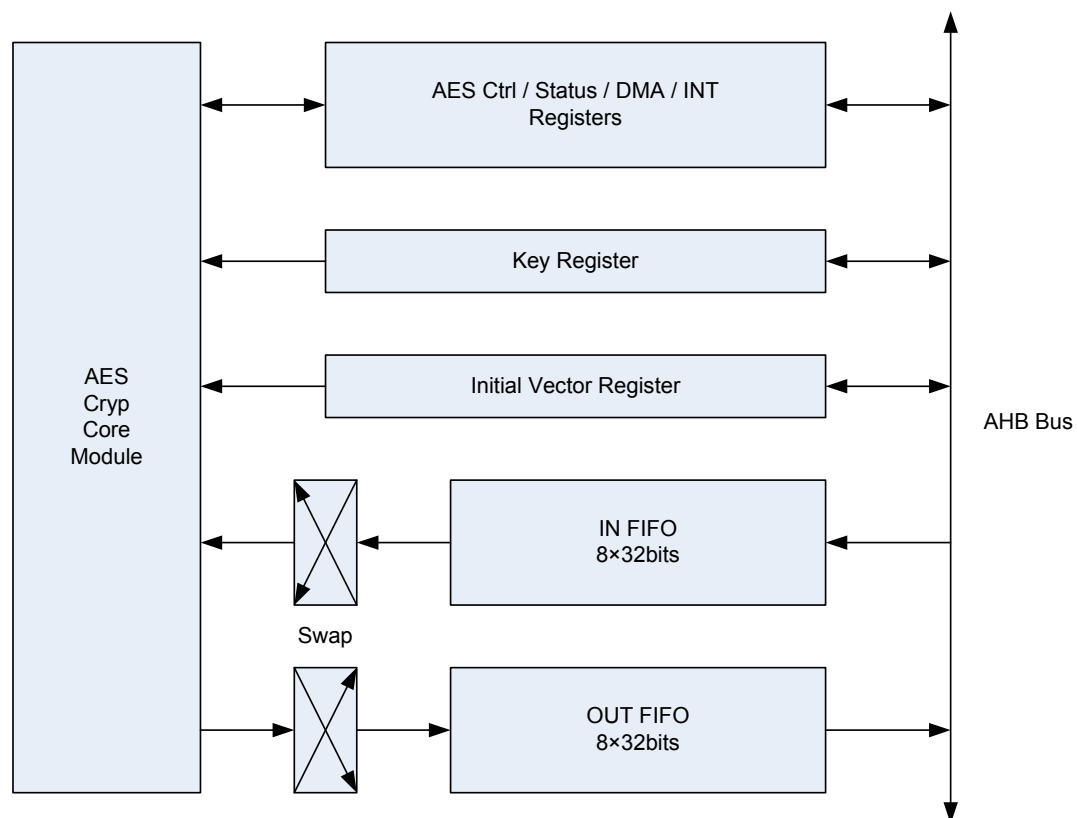 AES Ctrl / Status / DMA / INT
Registers
Key Register
Initial Vector Register
AES
Cryp
Core
Module
AHB Bus
IN FIFO
8×32bits
Swap
OUT FIFO
8×32bits